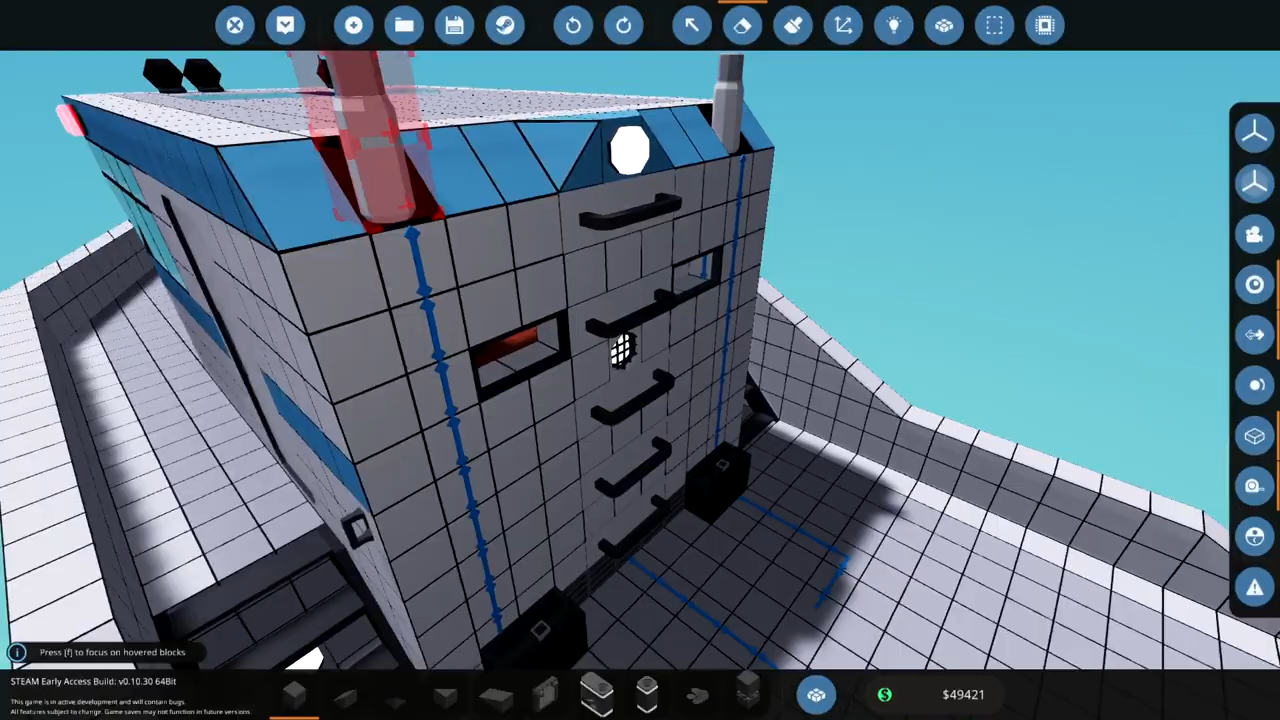 Press [f] to focus on hovered blocks
STEAM Early Access Build: v0.10.30 64Bit
This game is in active development and will contain bugs.
All features subject to change. Game saves may not function in future versions.
$49421